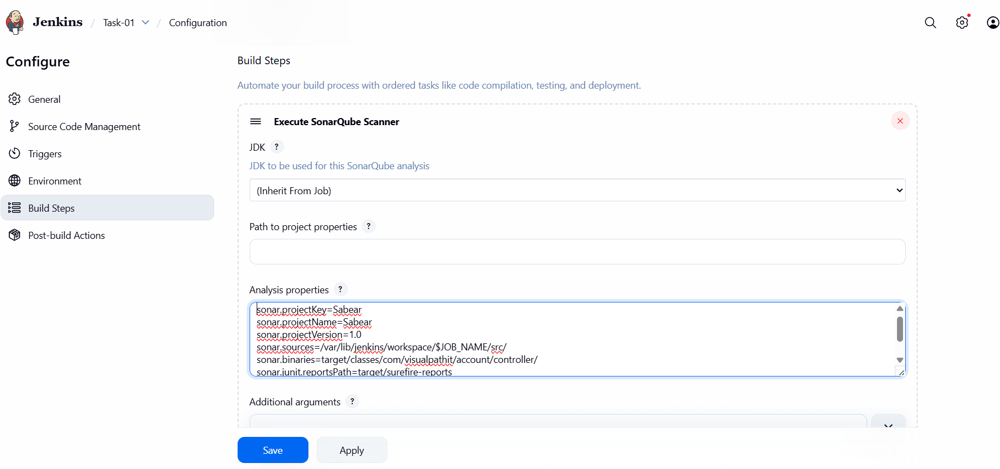 Jenkins / Task-01 / Configuration
Configure
General
Source Code Management
Triggers
Environment
Build Steps
Post-build Actions
Build Steps
Automate your build process with ordered tasks like code compilation, testing, and deployment.
Execute SonarQube Scanner
JDK ?
JDK to be used for this SonarQube analysis
(Inherit From Job)
Path to project properties ?
Analysis properties ?
sonar.projectKey=Sabear
sonar.projectName=Sabear
sonar.projectVersion=1.0
sonar.sources=/var/lib/jenkins/workspace/$JOB_NAME/src/
sonar.binaries=target/classes/com/visualpathit/account/controller/
sonar.junit.reportsPath=target/surefire-reports
Additional arguments ?
Save
Apply